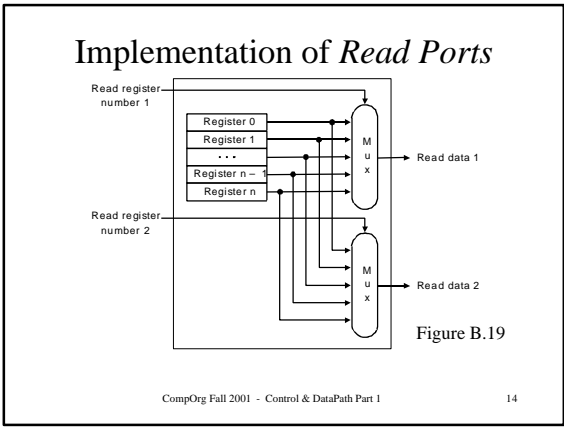 Implementation of Read Ports
Read register
number 1
Register 0
Register 1
...
Register n – 1
Register n
M
u
x
Read data 1
Read register
number 2
M
u
x
Read data 2
Figure B.19
CompOrg Fall 2001 - Control & DataPath Part 1
14